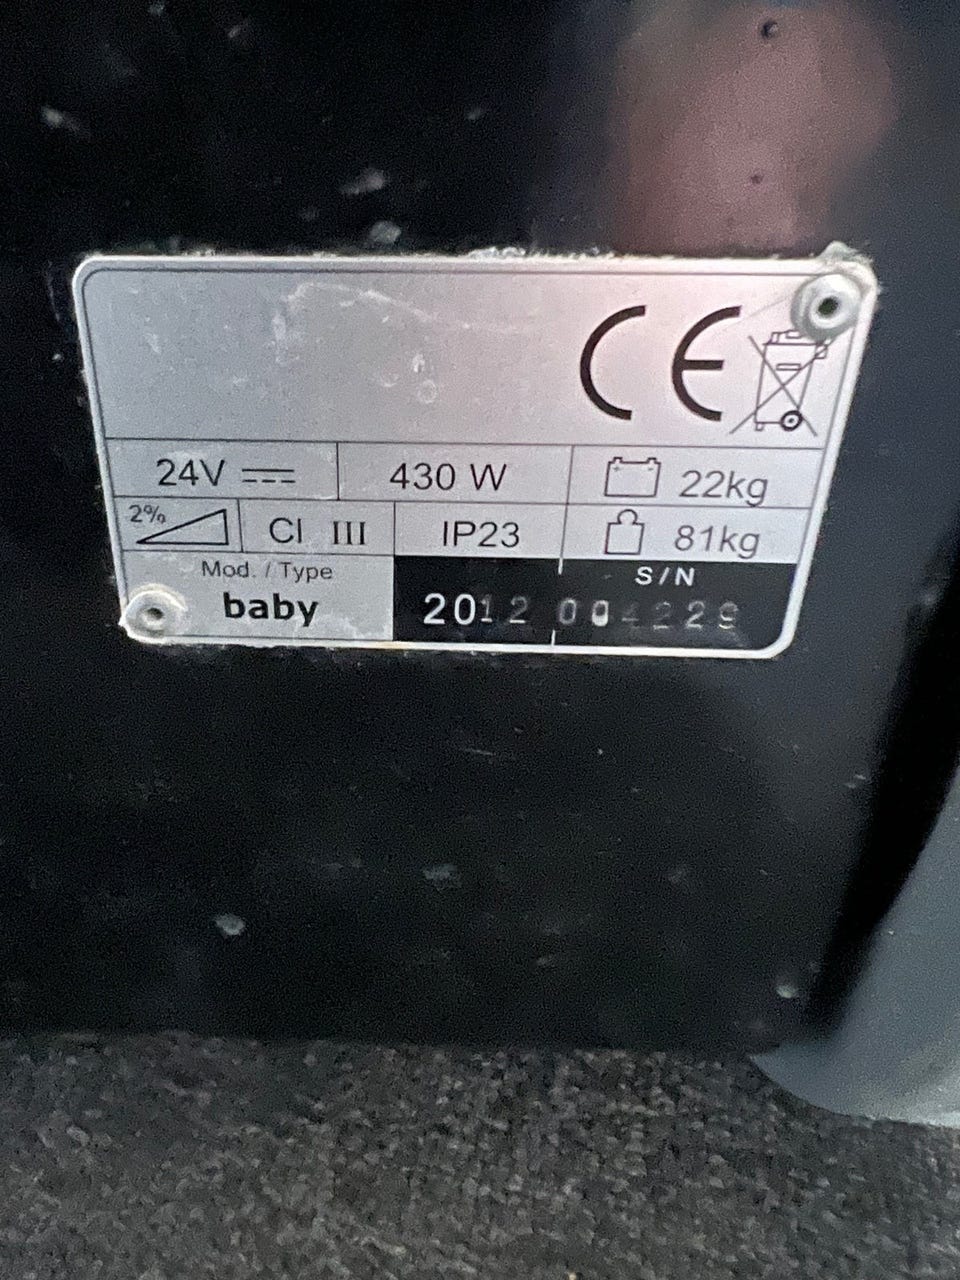 CE
24V 430 W 22kg
2% Cl III IP23 81kg
Mod. / Type S/N
baby 2012 004229